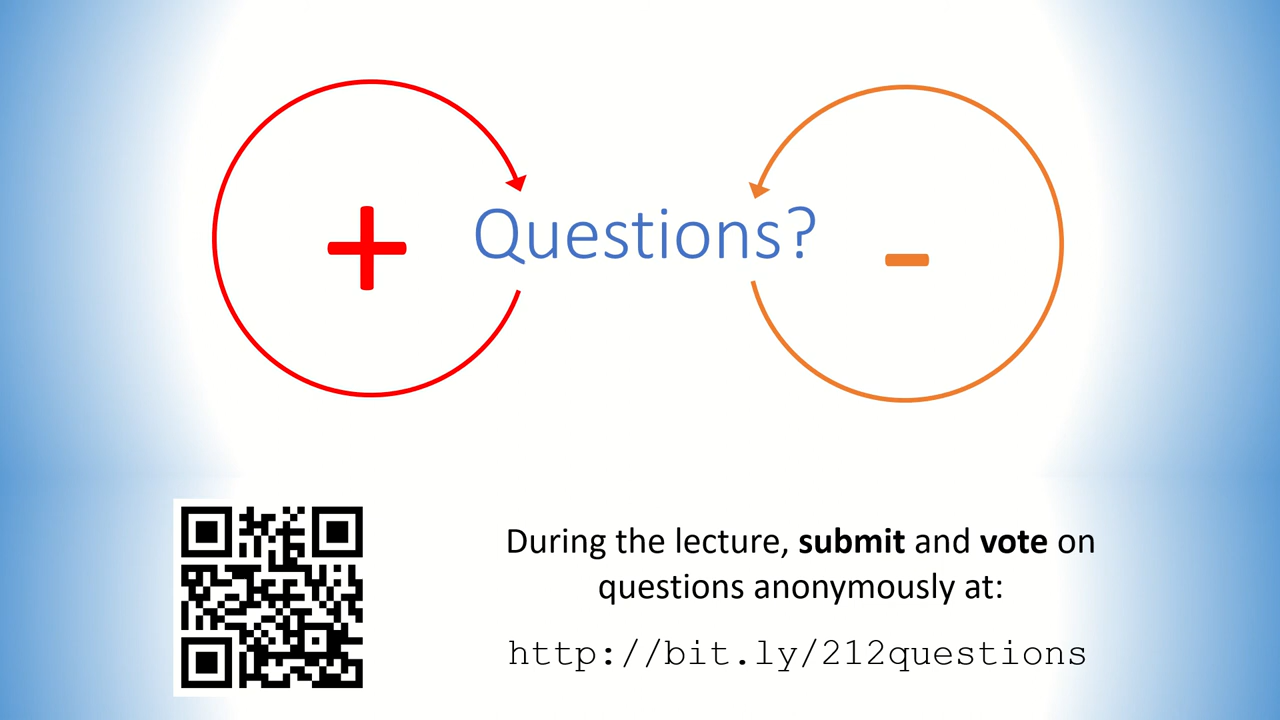 + Questions? -
During the lecture, submit and vote on
questions anonymously at:
http://bit.ly/212questions